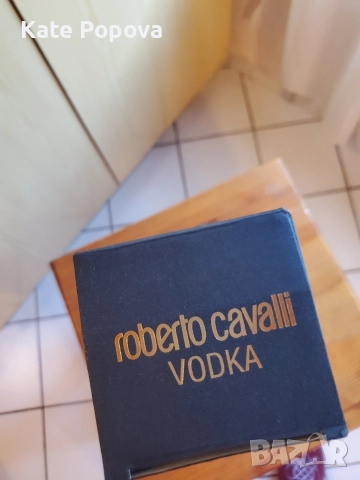 Kate Popova
roberto cavalli
VODKA
BAZAR